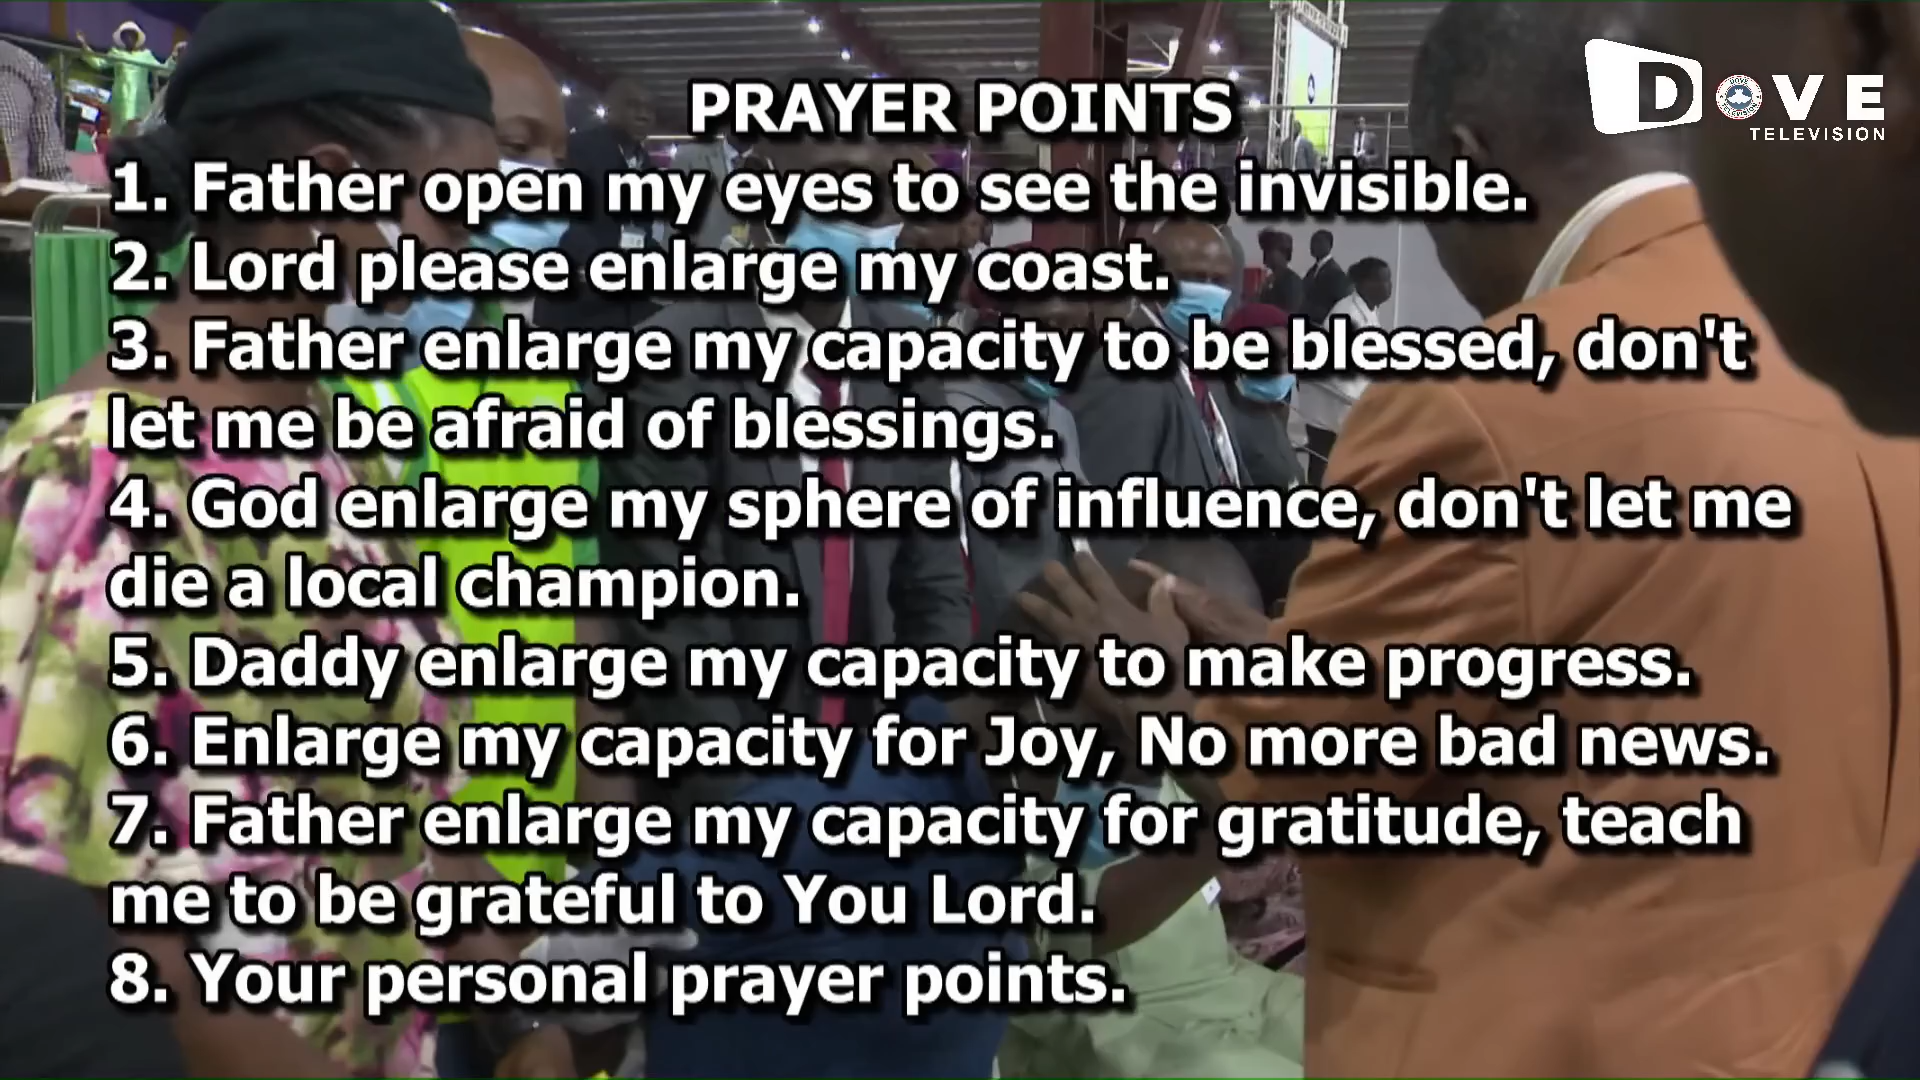 PRAYER POINTS
1. Father open my eyes to see the invisible.
2. Lord please enlarge my coast.
3. Father enlarge my capacity to be blessed, don't
let me be afraid of blessings.
4. God enlarge my sphere of influence, don't let me
die a local champion.
5. Daddy enlarge my capacity to make progress.
6. Enlarge my capacity for Joy, No more bad news.
7. Father enlarge my capacity for gratitude, teach
me to be grateful to You Lord.
8. Your personal prayer points.
DOVE
TELEVISION